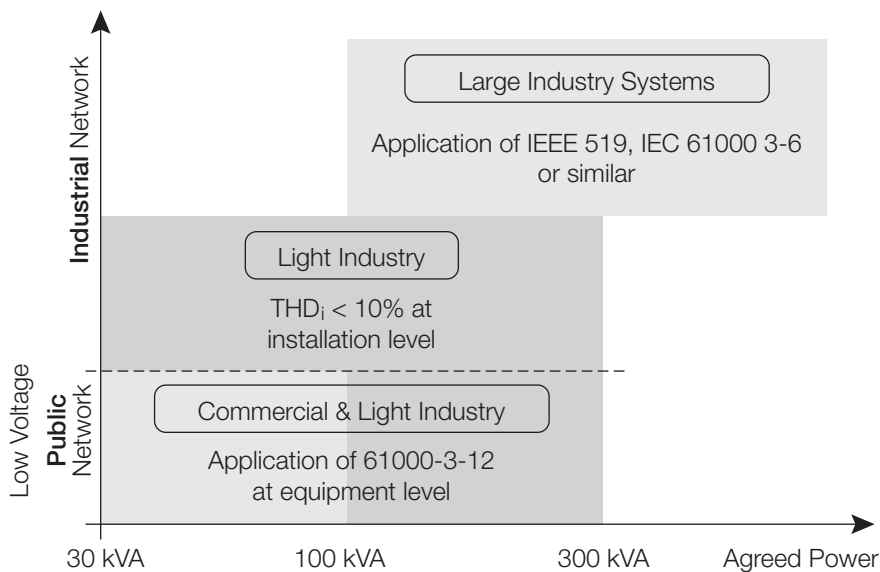 Industrial Network
Large Industry Systems
Application of IEEE 519, IEC 61000 3-6
or similar
Light Industry
THDi < 10% at
installation level
Low Voltage
Public
Network
Commercial & Light Industry
Application of 61000-3-12
at equipment level
30 kVA
100 kVA
300 kVA
Agreed Power